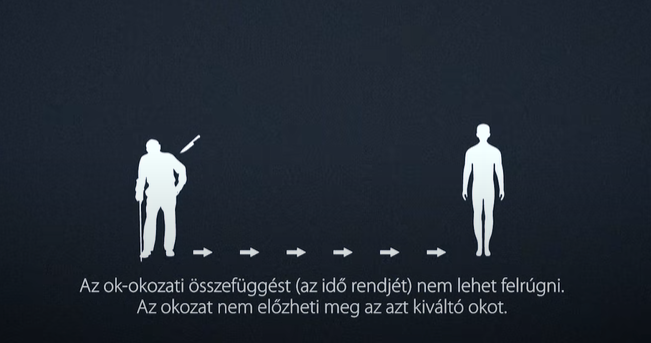 Az ok-okozati összefüggést (az idő rendjét) nem lehet felrúgni.
Az okozat nem előzheti meg az azt kiváltó okot.